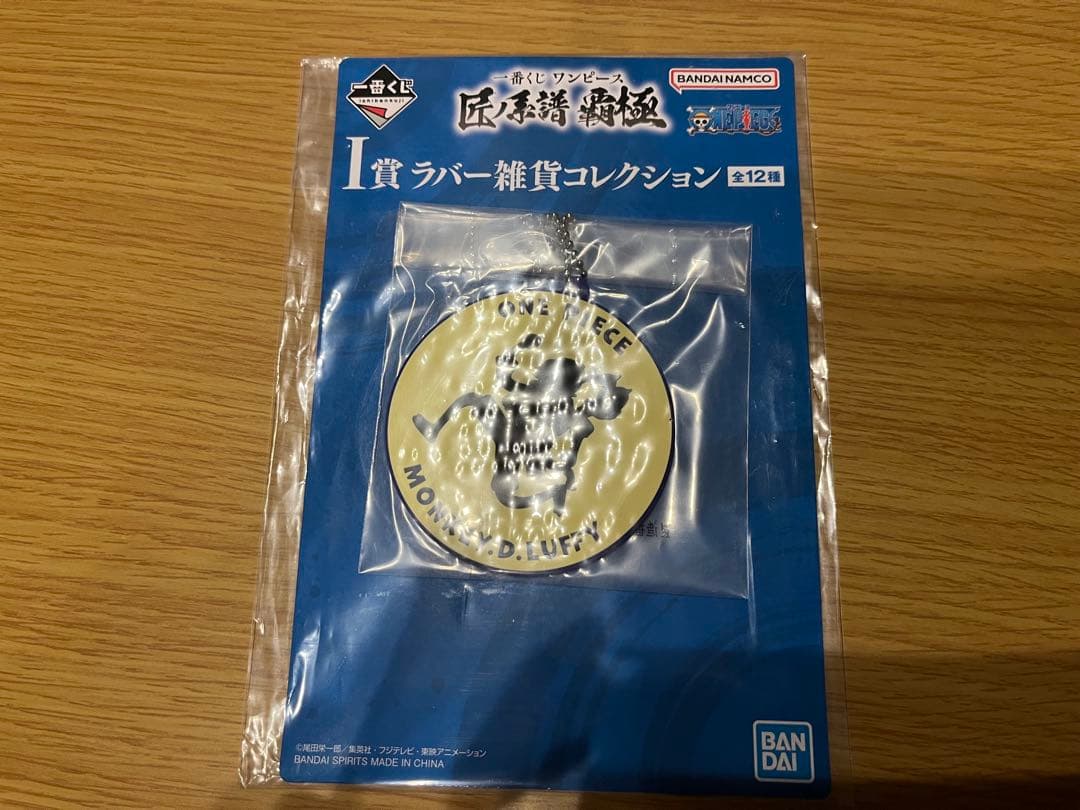 一番くじ
ichibankuji
一番くじ ワンピース
匠ノ系譜 覇極
BANDAI NAMCO
ONE PIECE
I賞 ラバー雑貨コレクション 全12種
ONE PIECE
MONKEY.D.LUFFY
©尾田栄一郎/集英社・フジテレビ・東映アニメーション
BANDAI SPIRITS MADE IN CHINA
BAN
DAI